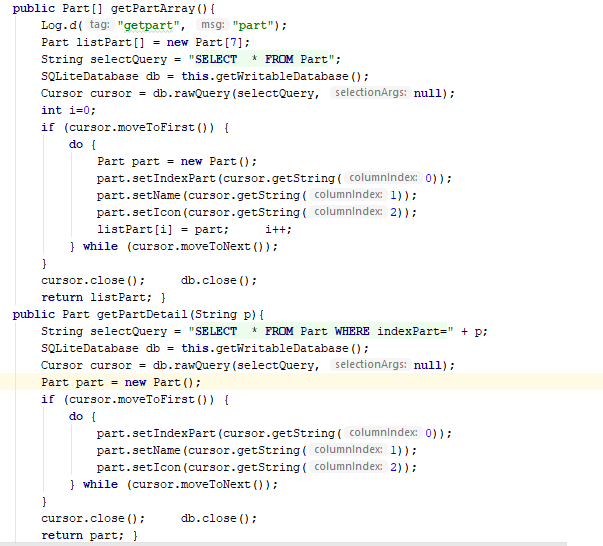 public Part[] getPartArray(){
Log.d( tag: "getpart", msg: "part");
Part listPart[] = new Part[7];
String selectQuery = "SELECT  * FROM Part";
SQLiteDatabase db = this.getWritableDatabase();
Cursor cursor = db.rawQuery(selectQuery, selectionArgs: null);
int i=0;
if (cursor.moveToFirst()) {
do {
Part part = new Part();
part.setIndexPart(cursor.getString( columnIndex: 0));
part.setName(cursor.getString( columnIndex: 1));
part.setIcon(cursor.getString( columnIndex: 2));
listPart[i] = part;     i++;
} while (cursor.moveToNext());
}
cursor.close();     db.close();
return listPart; }
public Part getPartDetail(String p){
String selectQuery = "SELECT  * FROM Part WHERE indexPart=" + p;
SQLiteDatabase db = this.getWritableDatabase();
Cursor cursor = db.rawQuery(selectQuery, selectionArgs: null);
Part part = new Part();
if (cursor.moveToFirst()) {
do {
part.setIndexPart(cursor.getString( columnIndex: 0));
part.setName(cursor.getString( columnIndex: 1));
part.setIcon(cursor.getString( columnIndex: 2));
} while (cursor.moveToNext());
}
cursor.close();     db.close();
return part; }